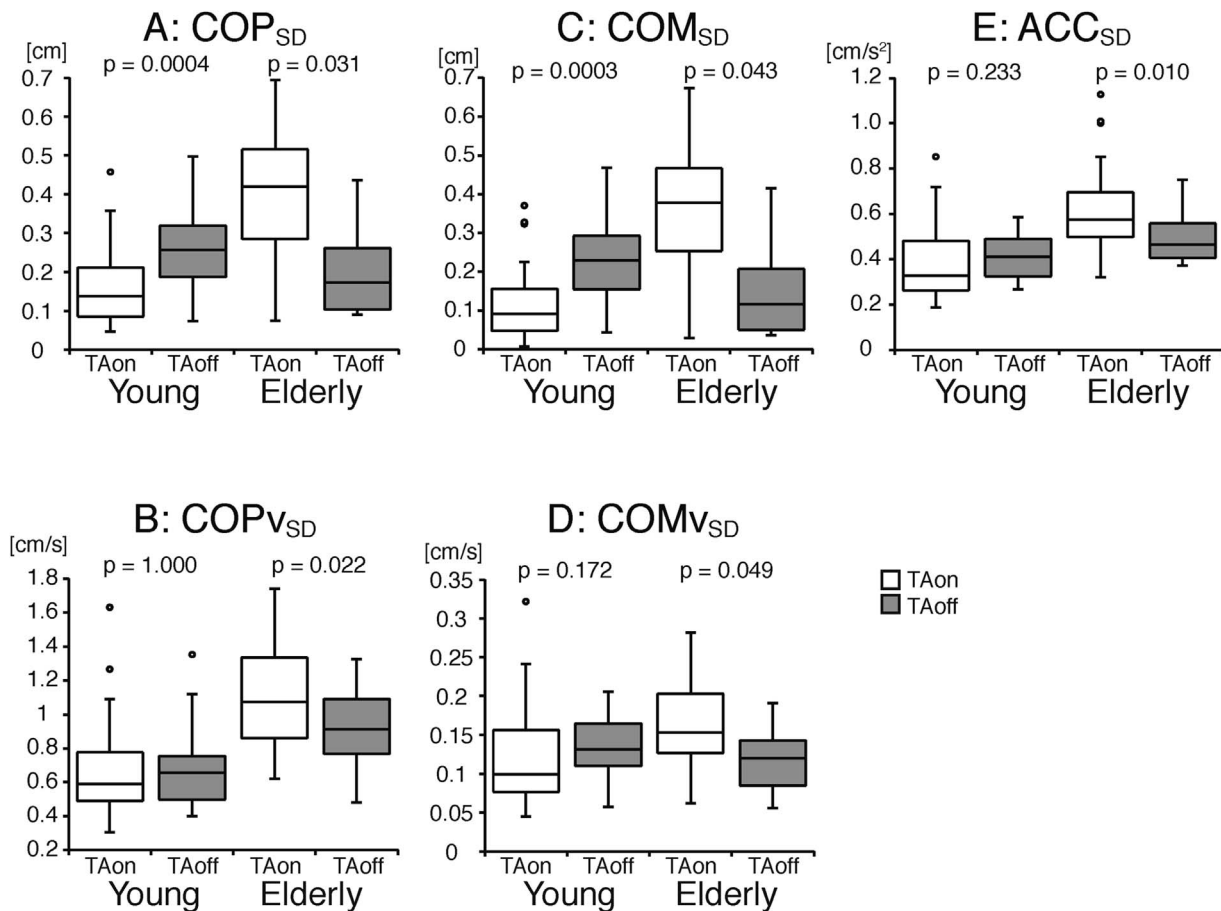 A: COPSD
[cm]
p = 0.0004 p = 0.031
0.7
0.6
0.5
0.4
0.3
0.2
0.1
0
TAon TAoff TAon TAoff
Young Elderly
C: COMSD
[cm]
p = 0.0003 p = 0.043
0.7
0.6
0.5
0.4
0.3
0.2
0.1
0
TAon TAoff TAon TAoff
Young Elderly
E: ACCSD
[cm/s²]
p = 0.233 p = 0.010
1.2
1.0
0.8
0.6
0.4
0.2
0
TAon TAoff TAon TAoff
Young Elderly
B: COPvSD
[cm/s]
p = 1.000 p = 0.022
1.8
1.6
1.4
1.2
1
0.8
0.6
0.4
0.2
TAon TAoff TAon TAoff
Young Elderly
D: COMvSD
[cm/s]
p = 0.172 p = 0.049
0.35
0.3
0.25
0.2
0.15
0.1
0.05
0
TAon TAoff TAon TAoff
Young Elderly
TAon
TAoff